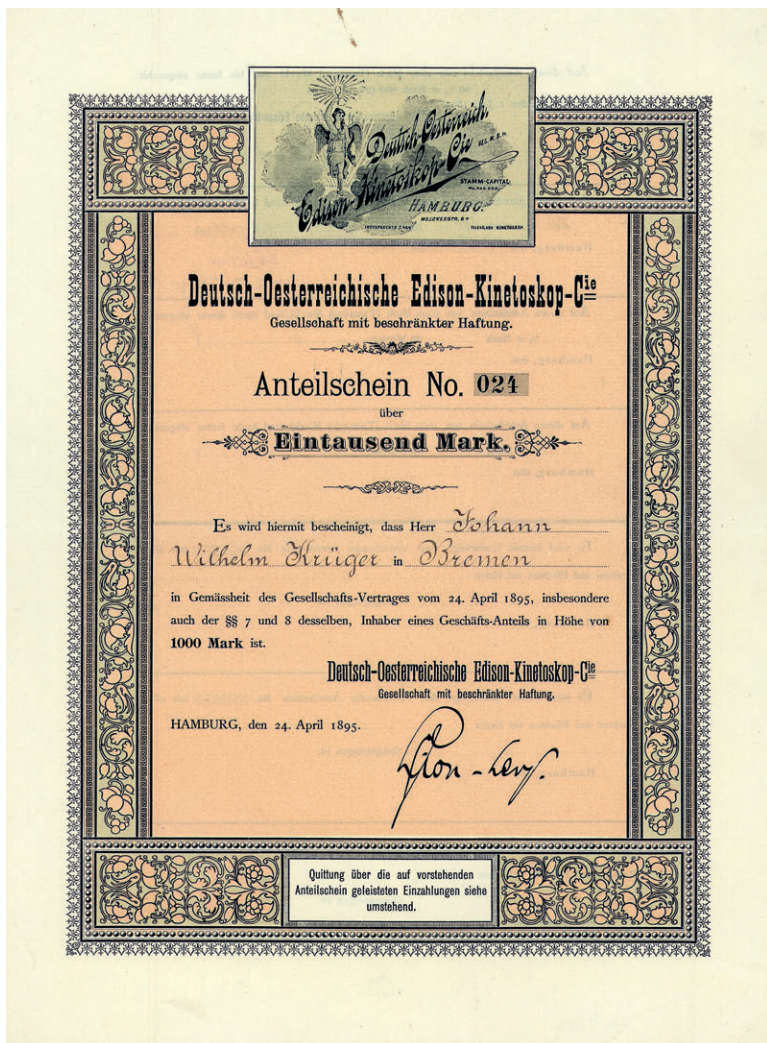 Deutsch-Oesterreich.
Edison-Kinetoskop-Cie
STAMM-CAPITAL
HAMBURG.
Deutsch-Oesterreichische Edison-Kinetoskop-Cie
Gesellschaft mit beschränkter Haftung.
Anteilschein No. 024
über
Eintausend Mark.
Es wird hiermit bescheinigt, dass Herr Johann
Wilhelm Krüger in Bremen
in Gemässheit des Gesellschafts-Vertrages vom 24. April 1895, insbesondere
auch der §§ 7 und 8 desselben, Inhaber eines Geschäfts-Anteils in Höhe von
1000 Mark ist.
Deutsch-Oesterreichische Edison-Kinetoskop-Cie
Gesellschaft mit beschränkter Haftung.
HAMBURG, den 24. April 1895.
Quittung über die auf vorstehenden
Anteilschein geleisteten Einzahlungen siehe
umstehend.